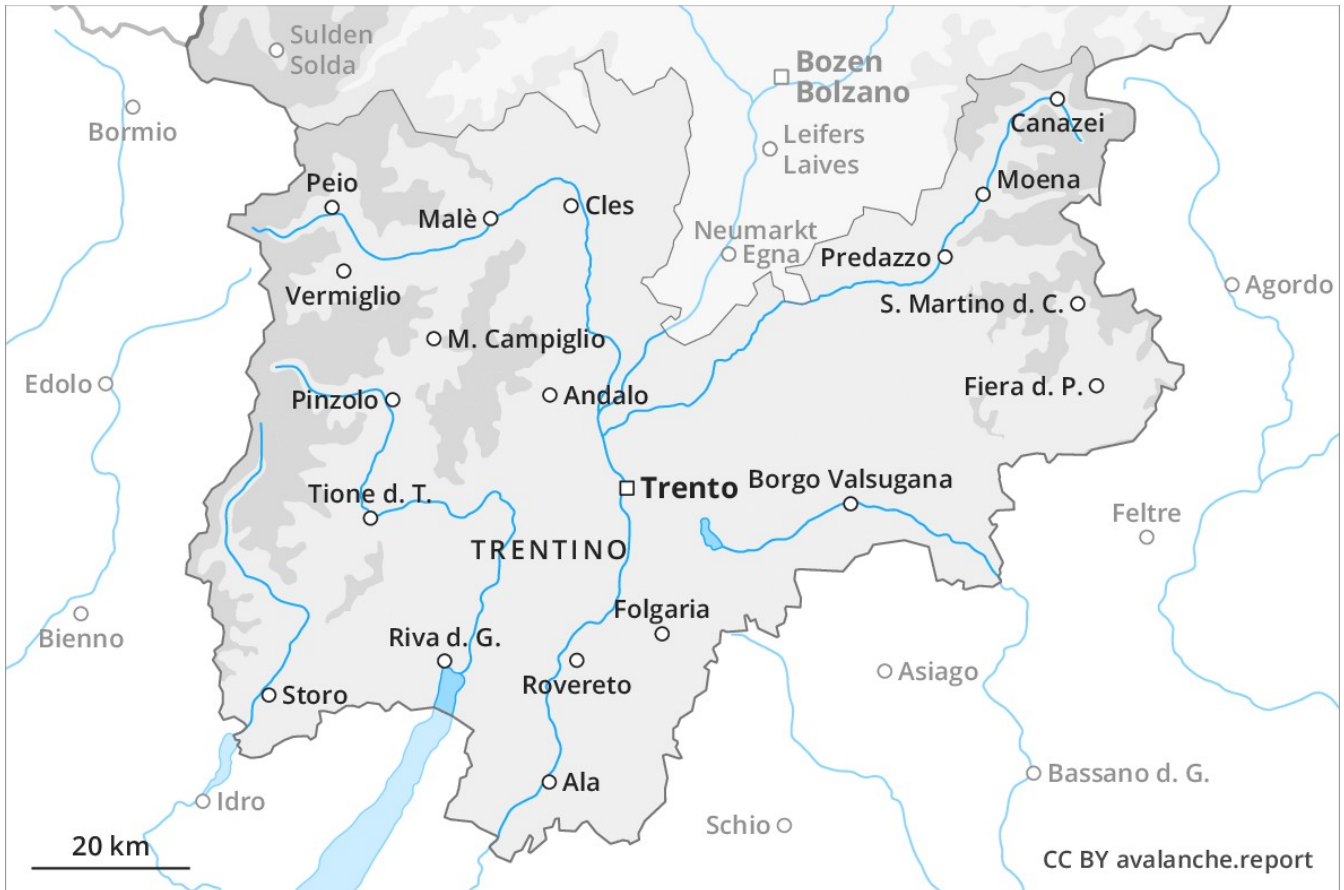 Sulden
Solda
Bozen
Bolzano
Bormio
Canazei
Leifers
Laives
Peio
Moena
Malè
Cles
Neumarkt
Egna
Predazzo
Vermiglio
Agordo
S. Martino d. C.
M. Campiglio
Edolo
Fiera d. P.
Pinzolo
Andalo
Trento
Borgo Valsugana
Tione d. T.
Feltre
TRENTINO
Folgaria
Bienno
Riva d. G.
Asiago
Rovereto
Storo
Ala
Bassano d. G.
Idro
Schio
20 km
CC BY avalanche.report